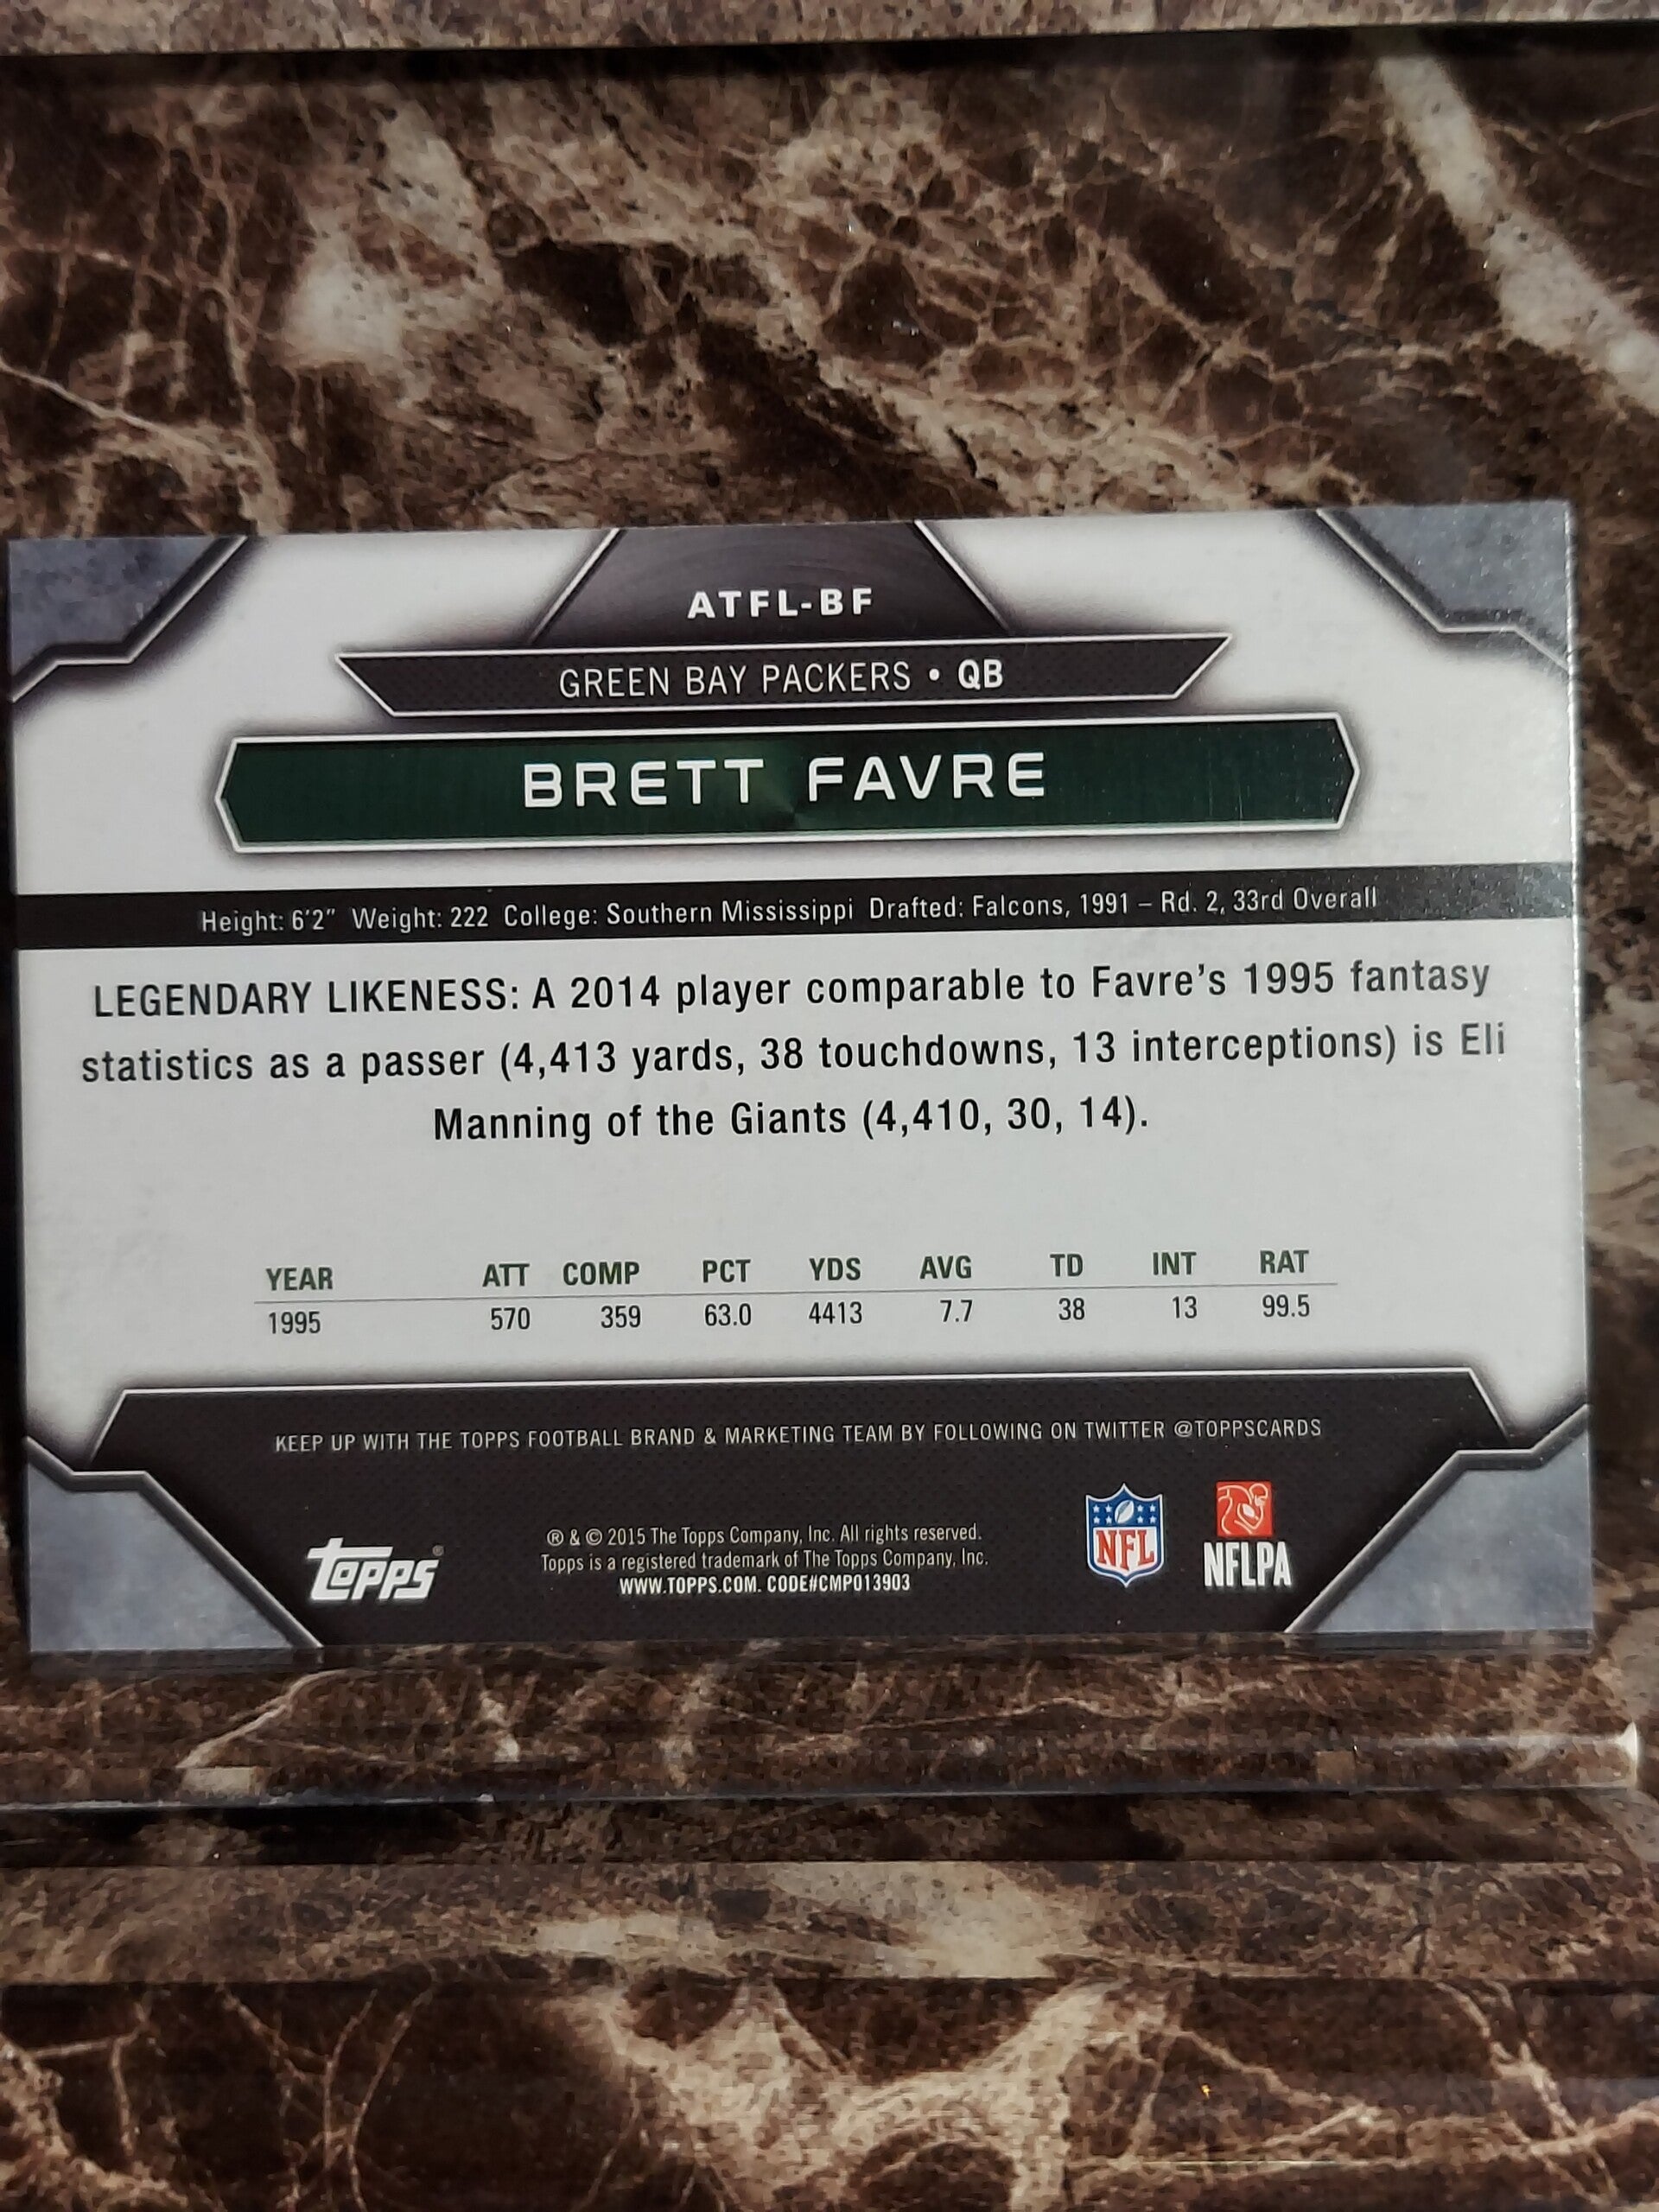 ATFL-BF
GREEN BAY PACKERS • QB
BRETT FAVRE
Height: 6'2" Weight: 222 College: Southern Mississippi Drafted: Falcons, 1991 – Rd. 2, 33rd Overall
LEGENDARY LIKENESS: A 2014 player comparable to Favre's 1995 fantasy
statistics as a passer (4,413 yards, 38 touchdowns, 13 interceptions) is Eli
Manning of the Giants (4,410, 30, 14).
YEAR ATT COMP PCT YDS AVG TD INT RAT
1995 570 359 63.0 4413 7.7 38 13 99.5
KEEP UP WITH THE TOPPS FOOTBALL BRAND & MARKETING TEAM BY FOLLOWING ON TWITTER @TOPPSCARDS
® & © 2015 The Topps Company, Inc. All rights reserved.
Topps is a registered trademark of The Topps Company, Inc.
WWW.TOPPS.COM. CODE#CMP013903
Topps®
NFL
NFLPA